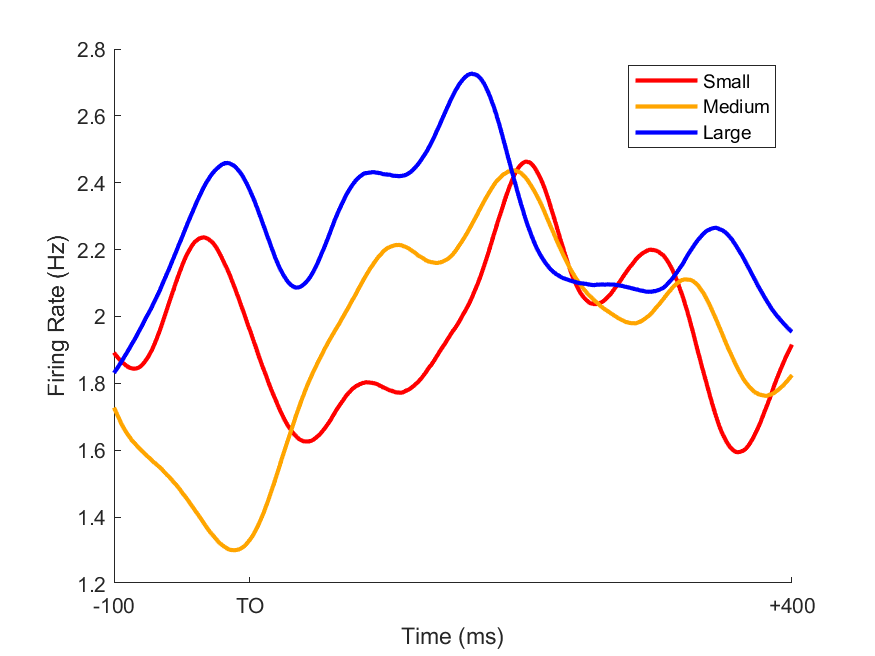 2.8
2.6
2.4
2.2
2
1.8
1.6
1.4
1.2
Firing Rate (Hz)
Small
Medium
Large
-100 TO +400
Time (ms)